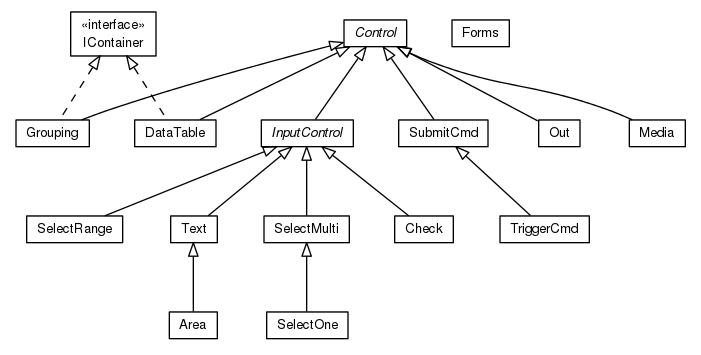 «interface»
IContainer
Control
Forms
Grouping
DataTable
InputControl
SubmitCmd
Out
Media
SelectRange
Text
SelectMulti
Check
TriggerCmd
Area
SelectOne